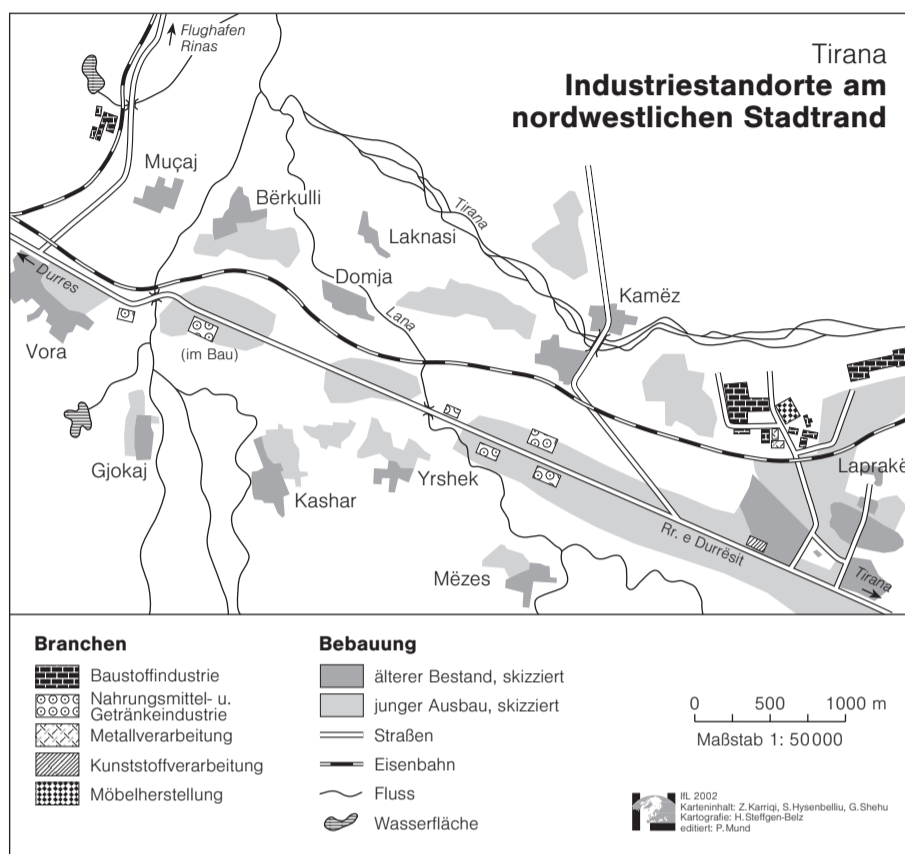 Tirana
Industriestandorte am
nordwestlichen Stadtrand
Flughafen
Rinas
Muçaj
Bërkulli
Laknasi
Tirana
Domja
Kamëz
Durres
Lana
Vora
(im Bau)
Gjokaj
Kashar
Yrshek
Laprakë
Rr. e Durrësit
Mëzes
Tirana
Branchen
Baustoffindustrie
Nahrungsmittel- u.
Getränkeindustrie
Metallverarbeitung
Kunststoffverarbeitung
Möbelherstellung
Bebauung
älterer Bestand, skizziert
junger Ausbau, skizziert
Straßen
Eisenbahn
Fluss
Wasserfläche
0 500 1000 m
Maßstab 1: 50000
IfL 2002
Karteninhalt: Z. Karriqi, S. Hysenbelliu, G. Shehu
Kartografie: H. Steffgen-Belz
editiert: P. Mund